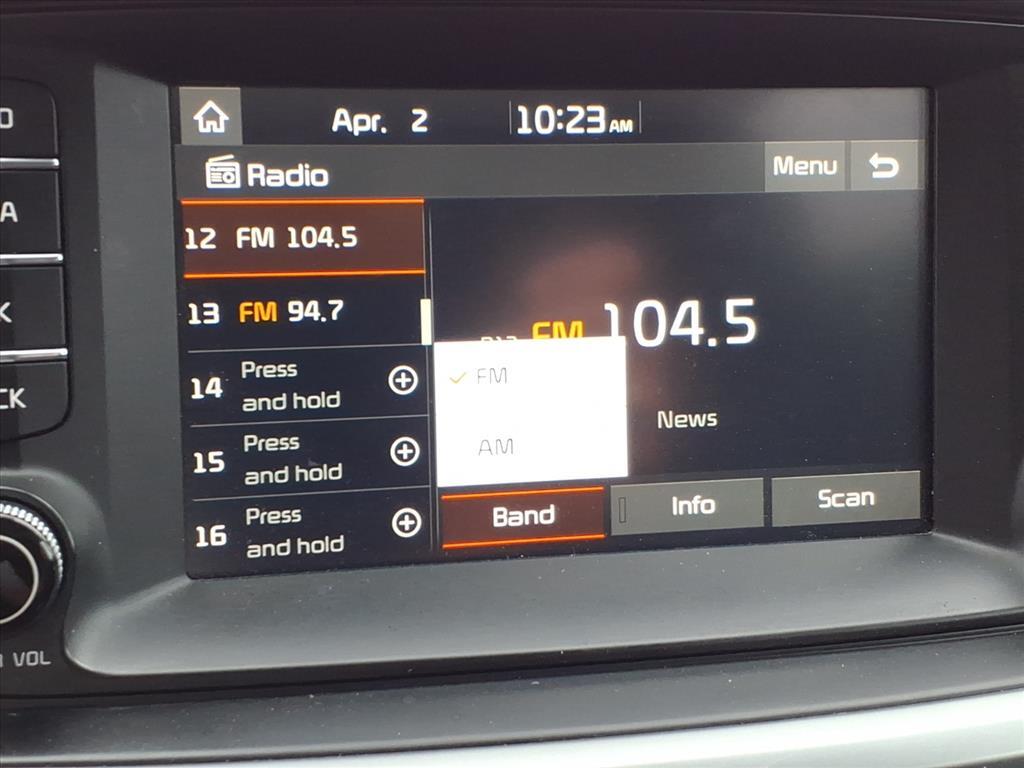 Apr. 2
10:23 AM
Radio
Menu
12 FM 104.5
13 FM 94.7
14 Press
and hold
15 Press
and hold
16 Press
and hold
FM 104.5
FM
AM
News
Band
Info
Scan
VOL